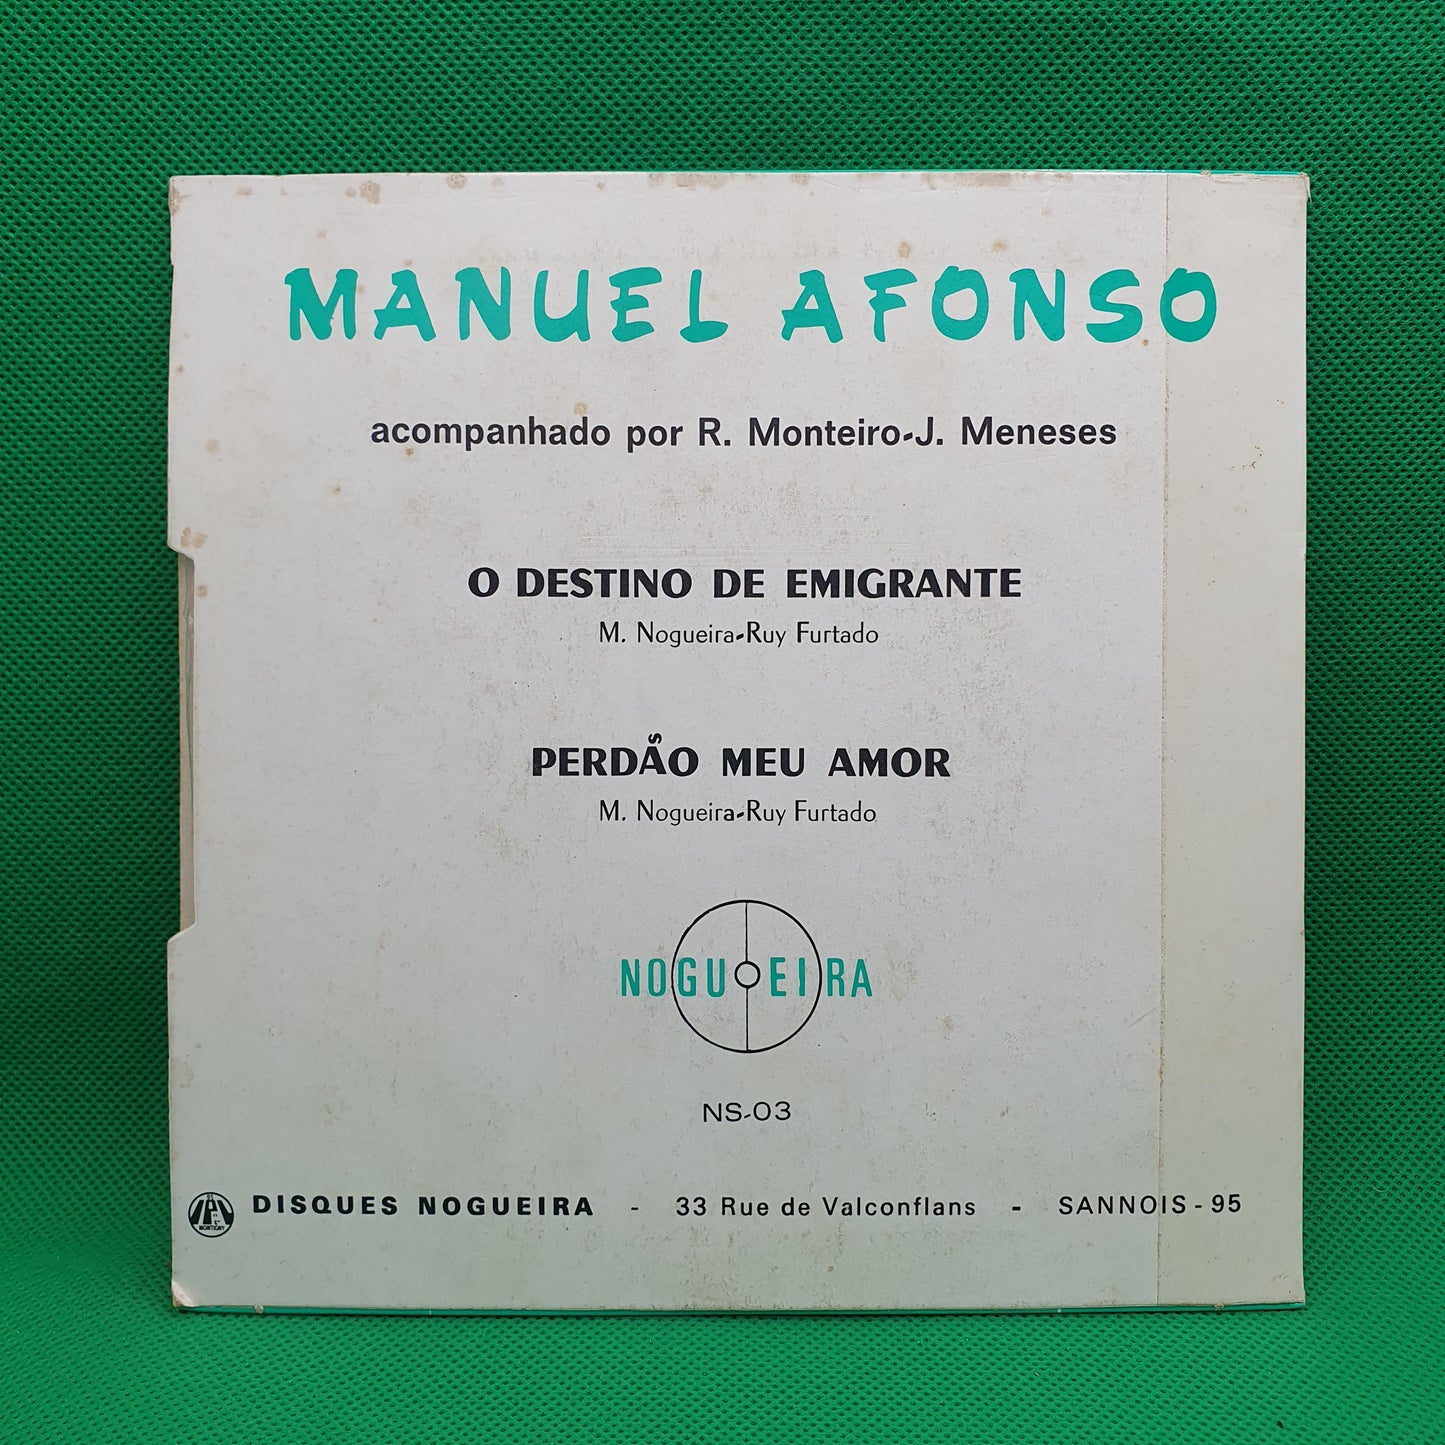 MANUEL AFONSO
acompanhado por R. Monteiro-J. Meneses
O DESTINO DE EMIGRANTE
M. Nogueira-Ruy Furtado
PERDÃO MEU AMOR
M. Nogueira-Ruy Furtado
NOGUEIRA
NS-03
MONTIGNY
DISQUES NOGUEIRA - 33 Rue de Valconflans - SANNOIS - 95